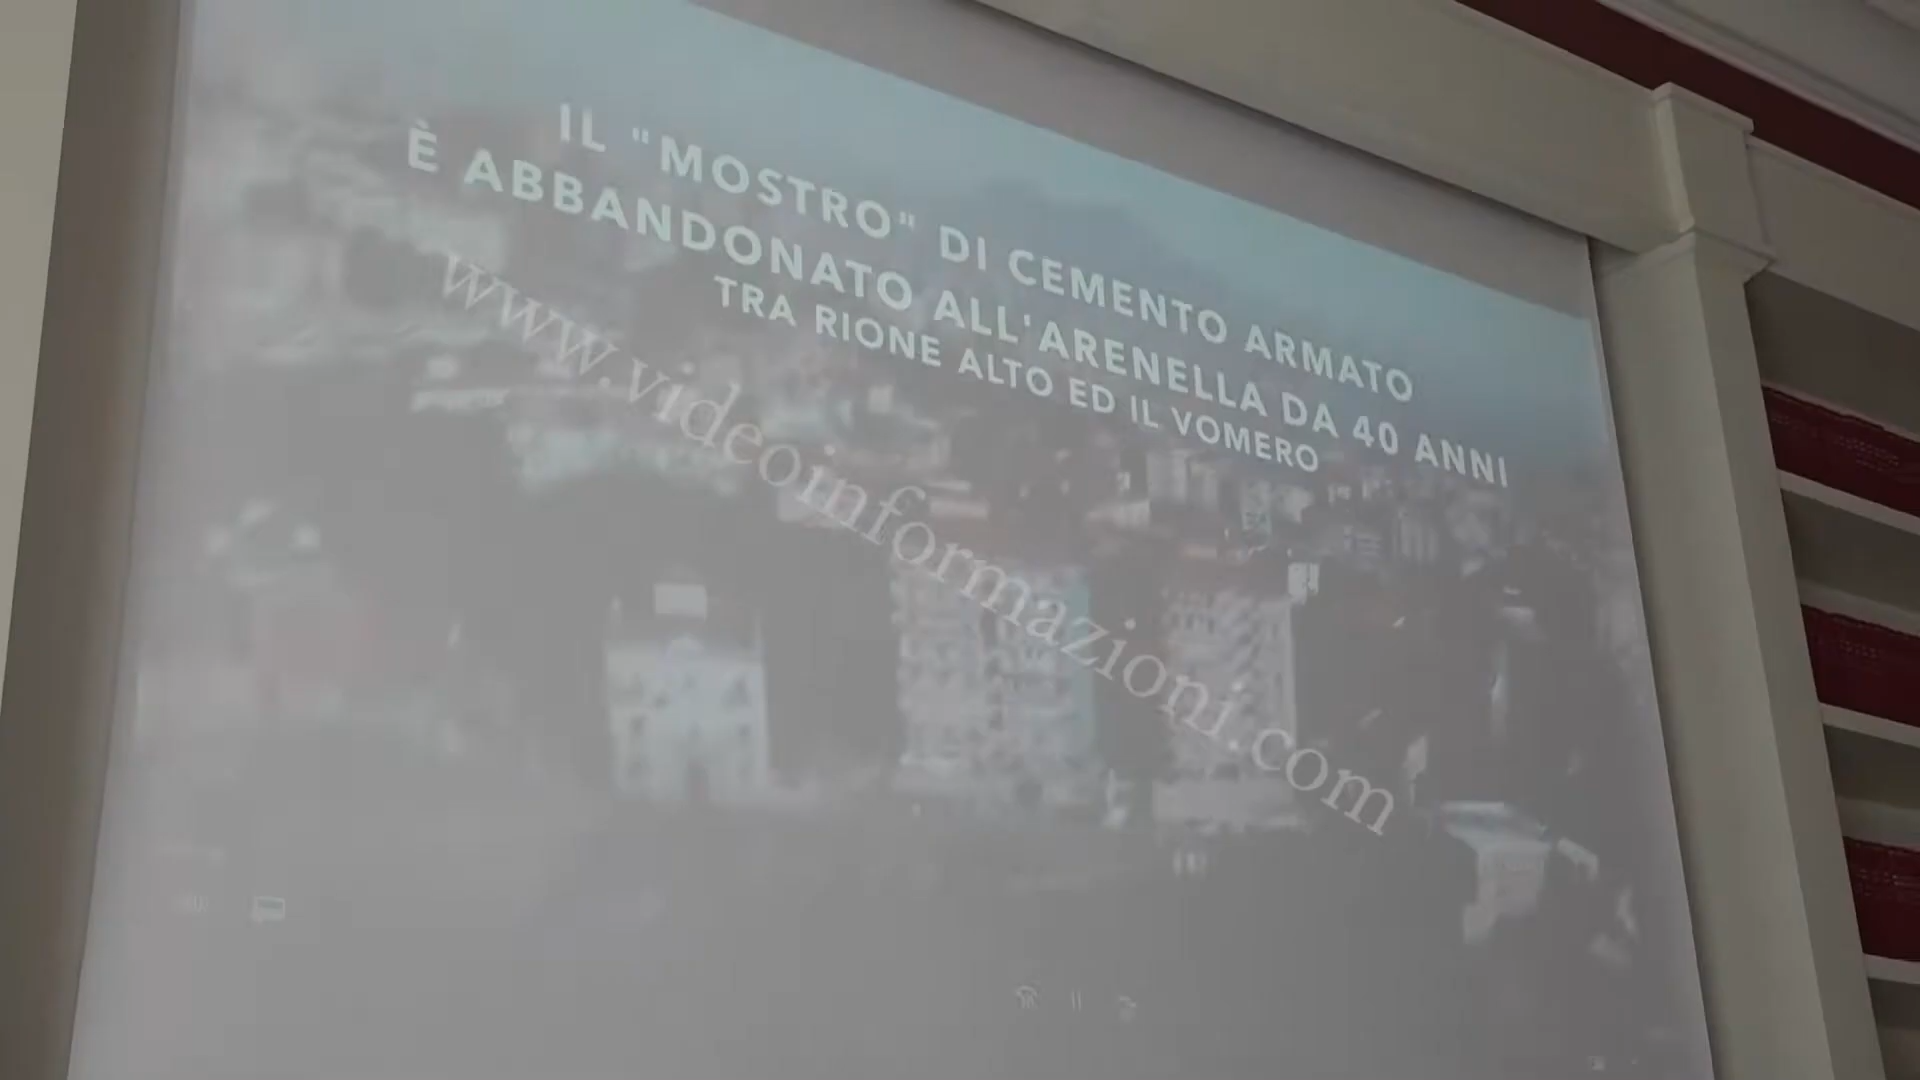 IL "MOSTRO" DI CEMENTO ARMATO
È ABBANDONATO ALL'ARENELLA DA 40 ANNI
TRA RIONE ALTO ED IL VOMERO
www.videoinformazioni.com